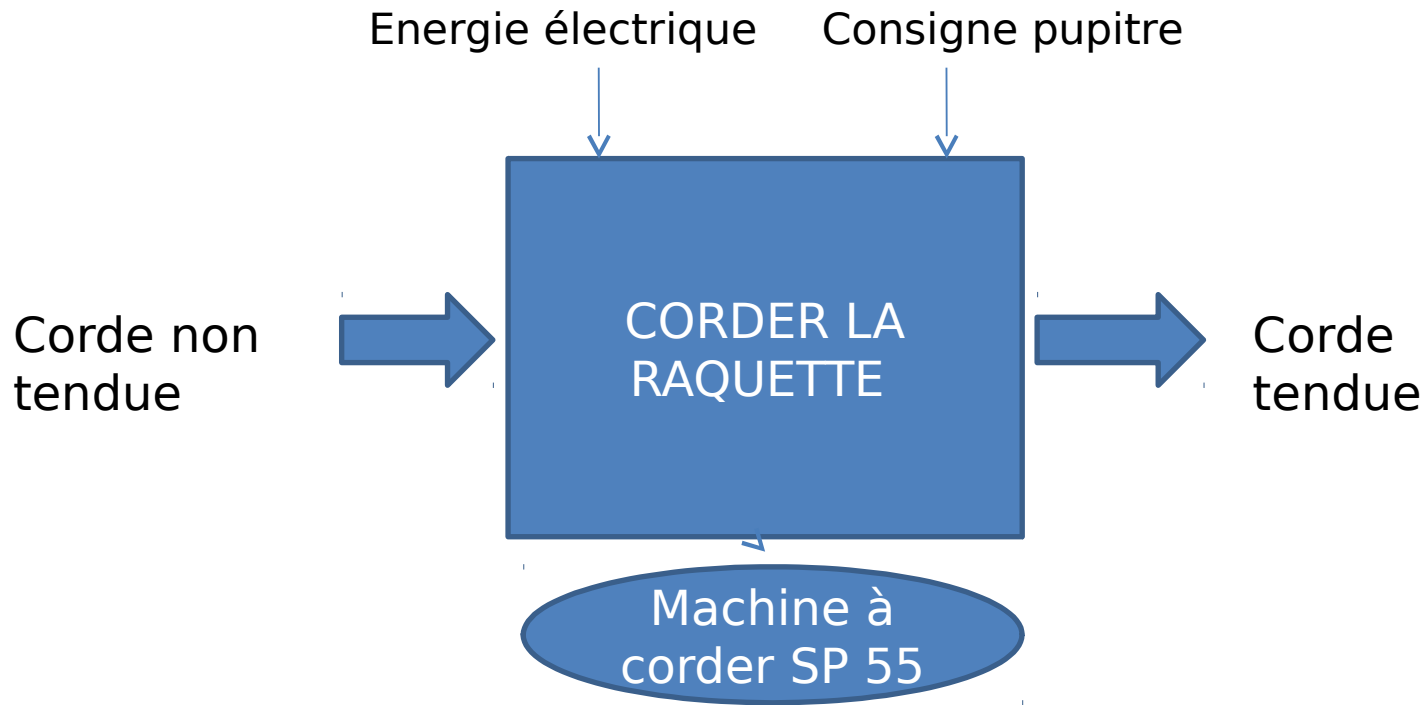 Energie électrique
Consigne pupitre
Corde non
tendue
CORDER LA
RAQUETTE
Corde
tendue
Machine à
corder SP 55